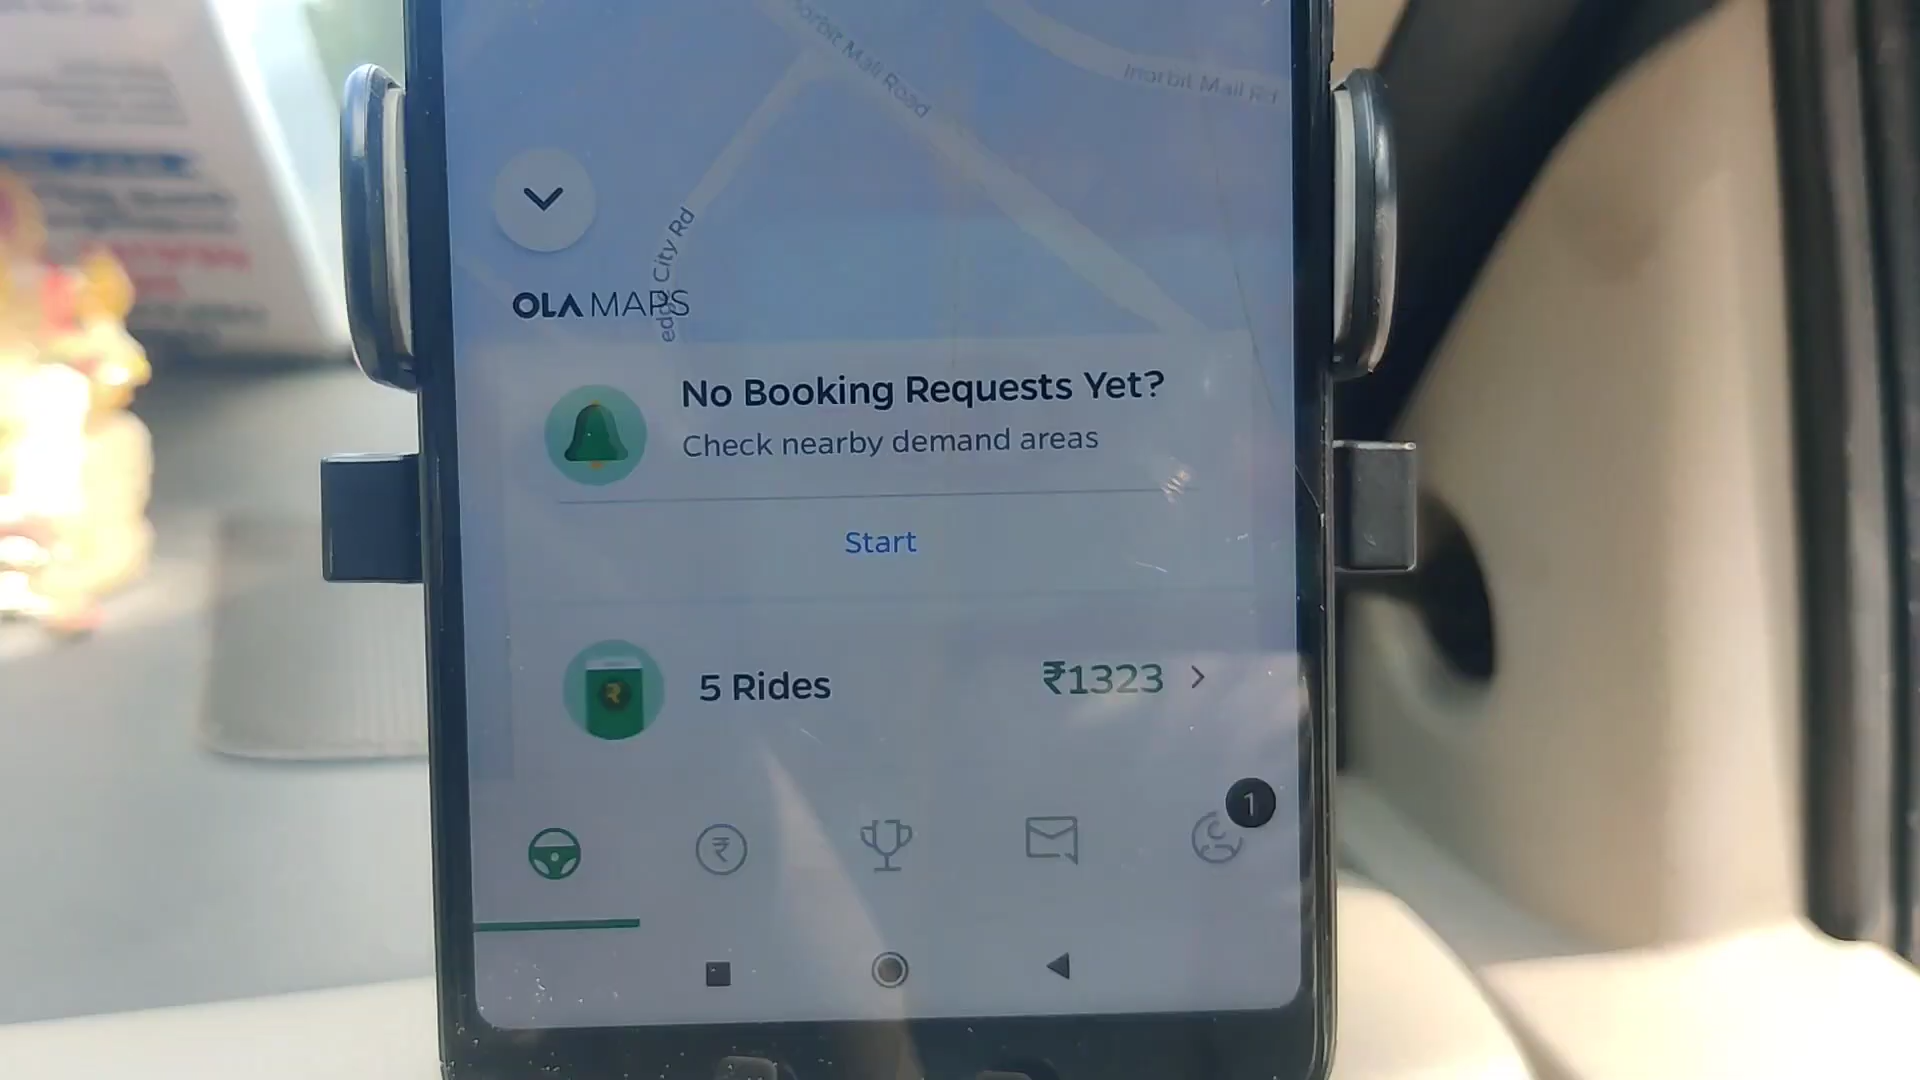 Mall Road
Inorbit Mall Rd
City Rd
OLA MAPS
No Booking Requests Yet?
Check nearby demand areas
Start
5 Rides
₹1323
1